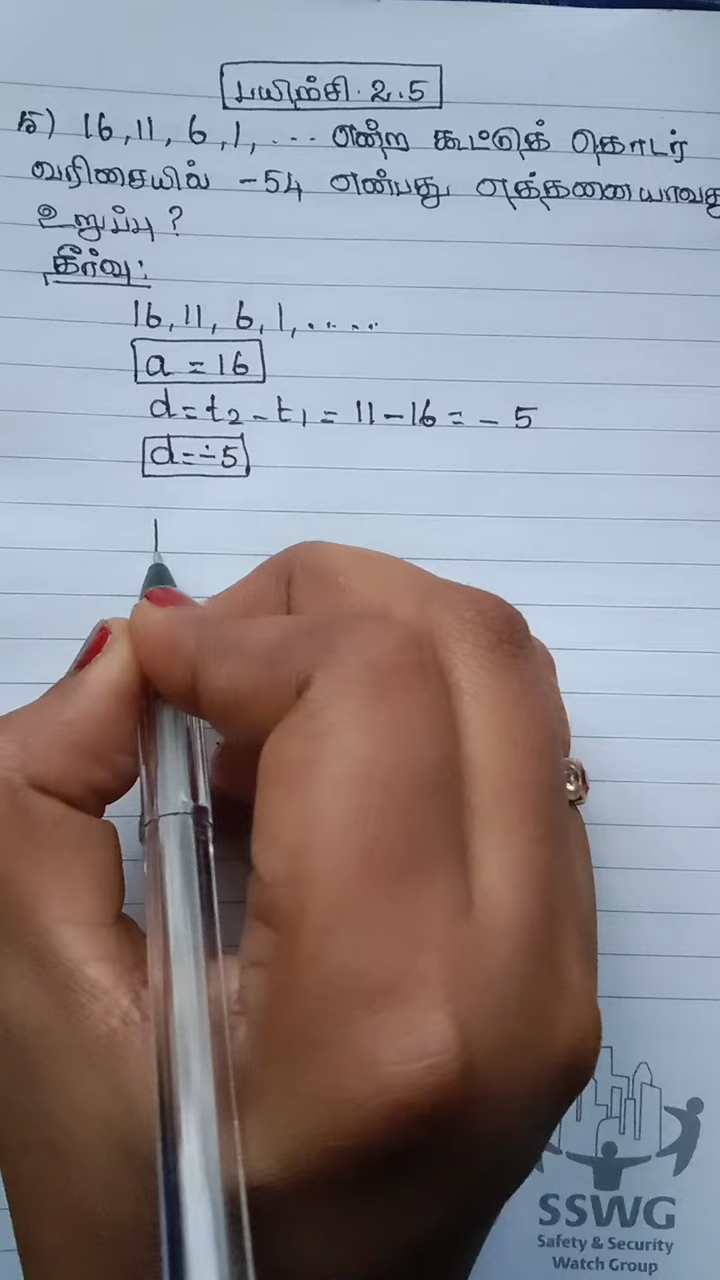 பயிற்சி. 2.5
5) 16, 11, 6, 1, ... என்ற கூட்டுத் தொடர்
வரிசையில் -54 என்பது எத்தனையாவது
உறுப்பு?
தீர்வு:
16, 11, 6, 1, .....
a = 16
d = t2 - t1 = 11 - 16 = - 5
d = -5
SSWG
Safety & Security
Watch Group